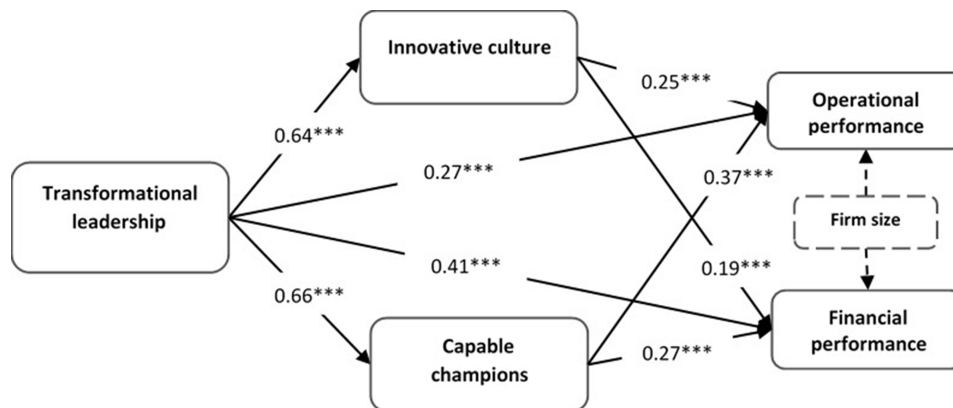 Innovative culture
0.25***
Operational
performance
0.64***
0.27***
0.37***
Transformational
leadership
Firm size
0.41***
0.19***
0.66***
Financial
performance
Capable
champions
0.27***